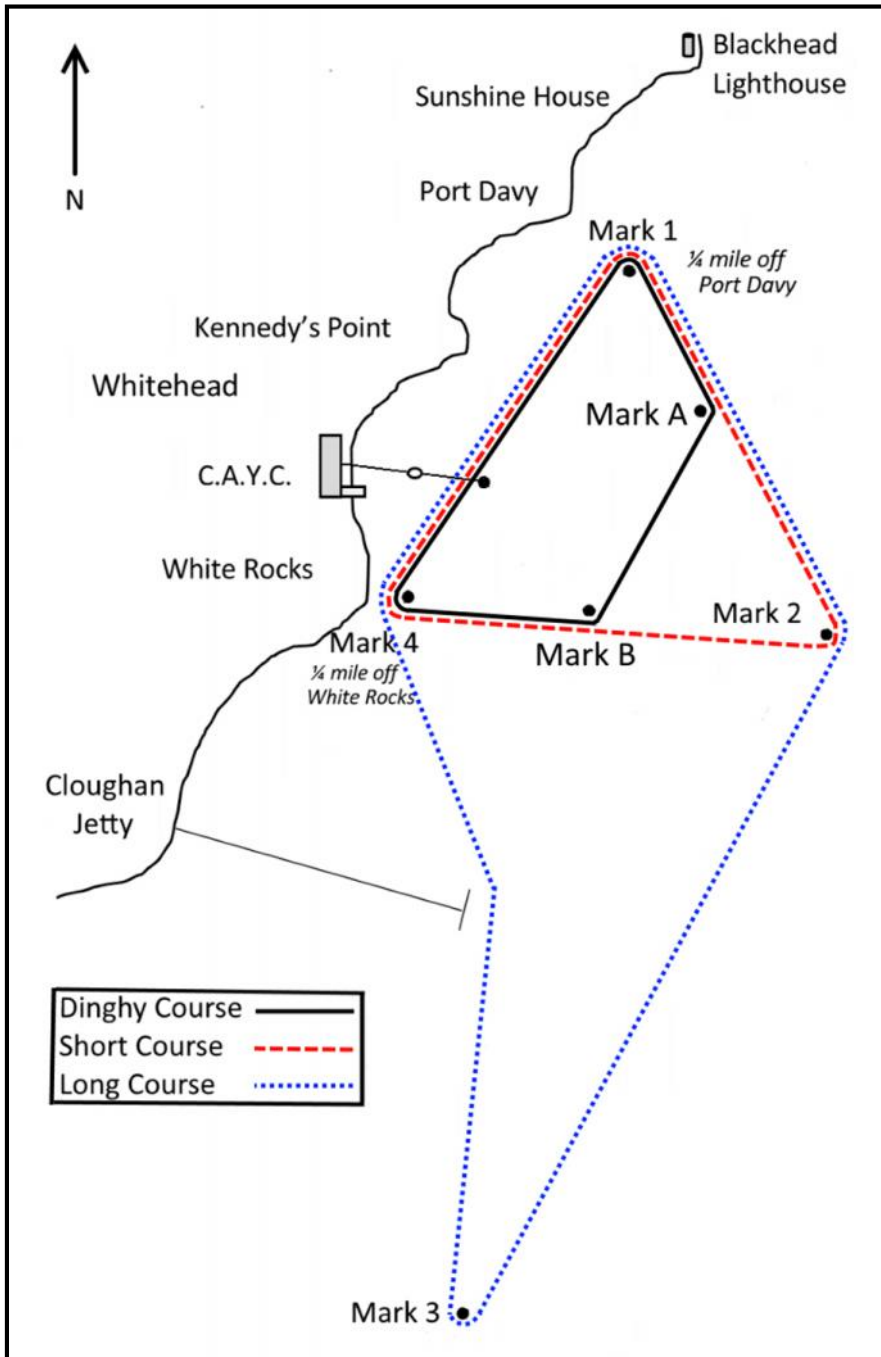 Blackhead
Lighthouse
Sunshine House
N
Port Davy
Mark 1
¼ mile off
Port Davy
Kennedy's Point
Whitehead
Mark A
C.A.Y.C.
White Rocks
Mark 2
Mark 4
Mark B
¼ mile off
White Rocks
Cloughan
Jetty
Dinghy Course
Short Course
Long Course
Mark 3